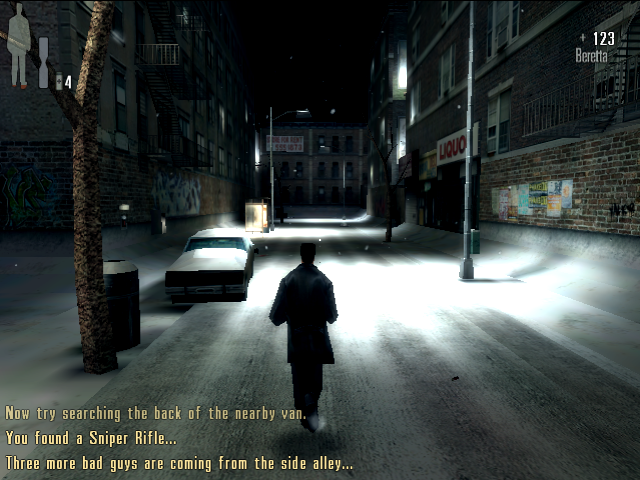 4
+ 123
Beretta
LIQUO
Now try searching the back of the nearby van.
You found a Sniper Rifle...
Three more bad guys are coming from the side alley...